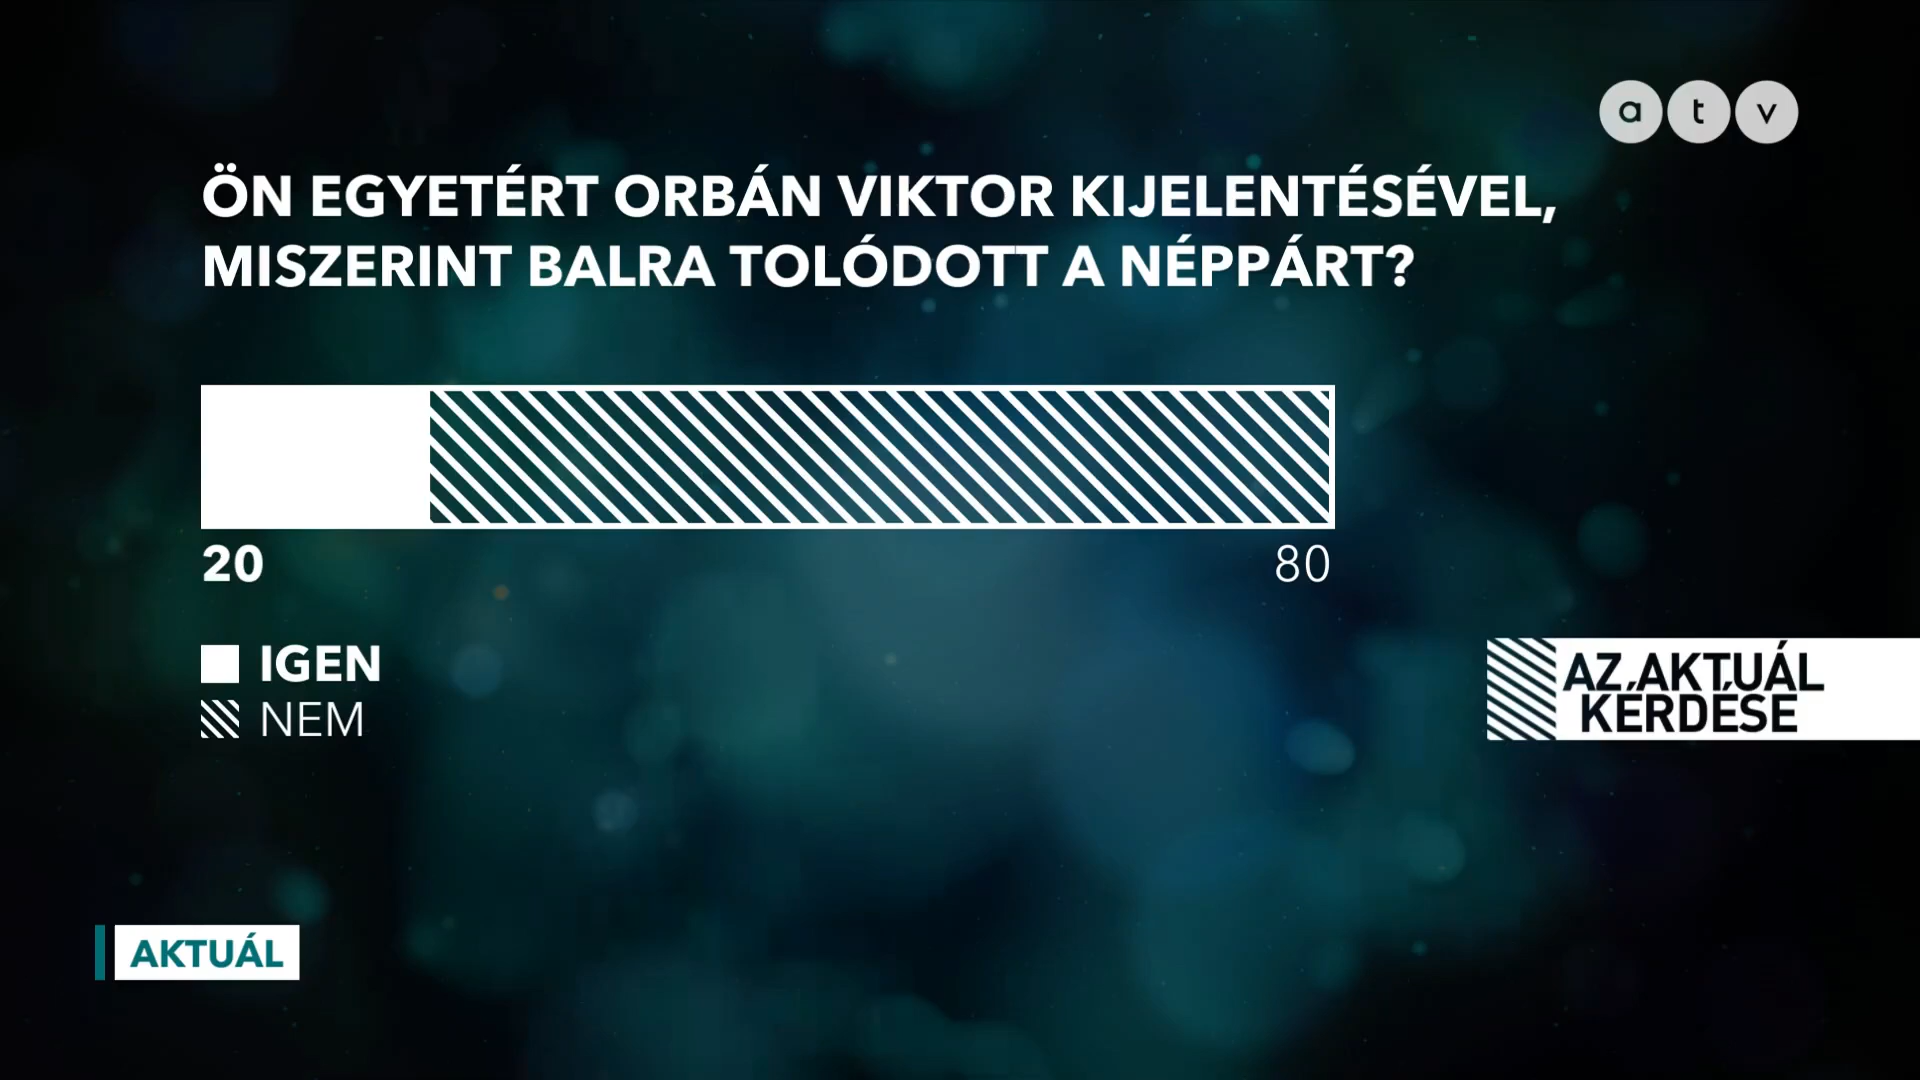 a t v
ÖN EGYETÉRT ORBÁN VIKTOR KIJELENTÉSÉVEL,
MISZERINT BALRA TOLÓDOTT A NÉPPÁRT?
20
80
IGEN
NEM
AZ AKTUÁL
KÉRDÉSE
AKTUÁL